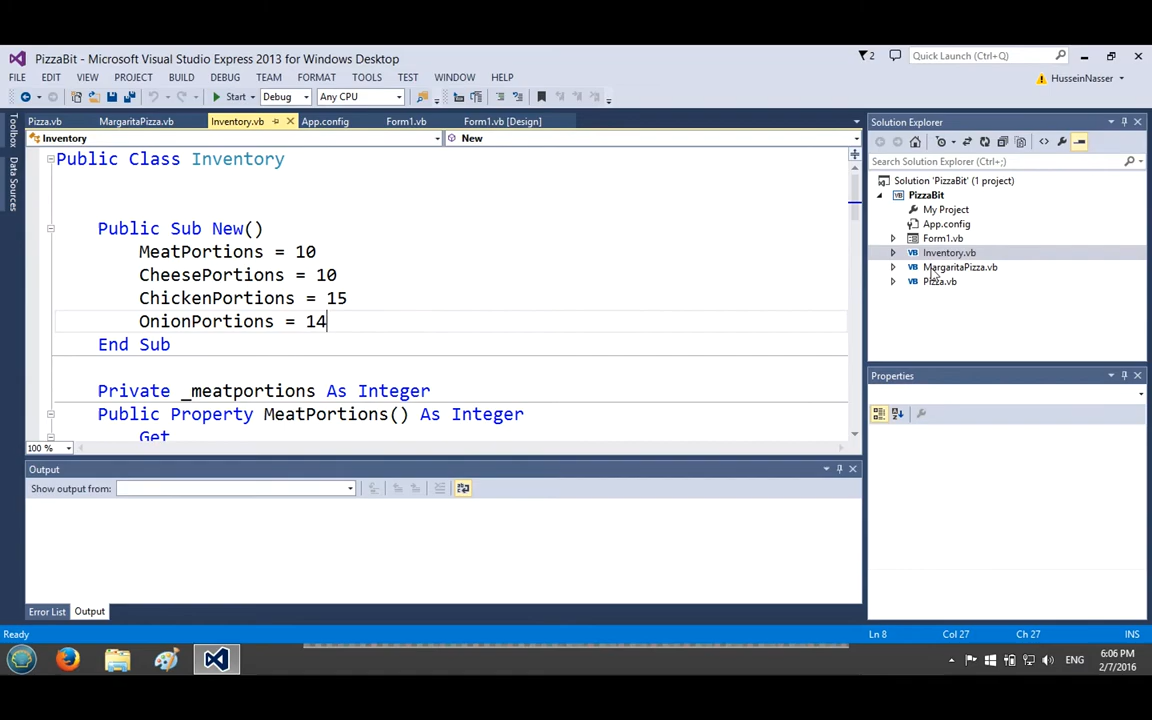 PizzaBit - Microsoft Visual Studio Express 2013 for Windows Desktop
2
Quick Launch (Ctrl+Q)
FILE EDIT VIEW PROJECT BUILD DEBUG TEAM FORMAT TOOLS TEST WINDOW HELP
HusseinNasser
Start Debug Any CPU
Toolbox
Data Sources
Pizza.vb MargaritaPizza.vb Inventory.vb App.config Form1.vb Form1.vb [Design]
Inventory New
Public Class Inventory
Public Sub New()
MeatPortions = 10
CheesePortions = 10
ChickenPortions = 15
OnionPortions = 14
End Sub
Private _meatportions As Integer
Public Property MeatPortions() As Integer
Get
100 %
Output
Show output from:
Error List Output
Solution Explorer
Search Solution Explorer (Ctrl+;)
Solution 'PizzaBit' (1 project)
PizzaBit
My Project
App.config
Form1.vb
Inventory.vb
MargaritaPizza.vb
Pizza.vb
Properties
Ready Ln 8 Col 27 Ch 27 INS
ENG
6:06 PM
2/7/2016